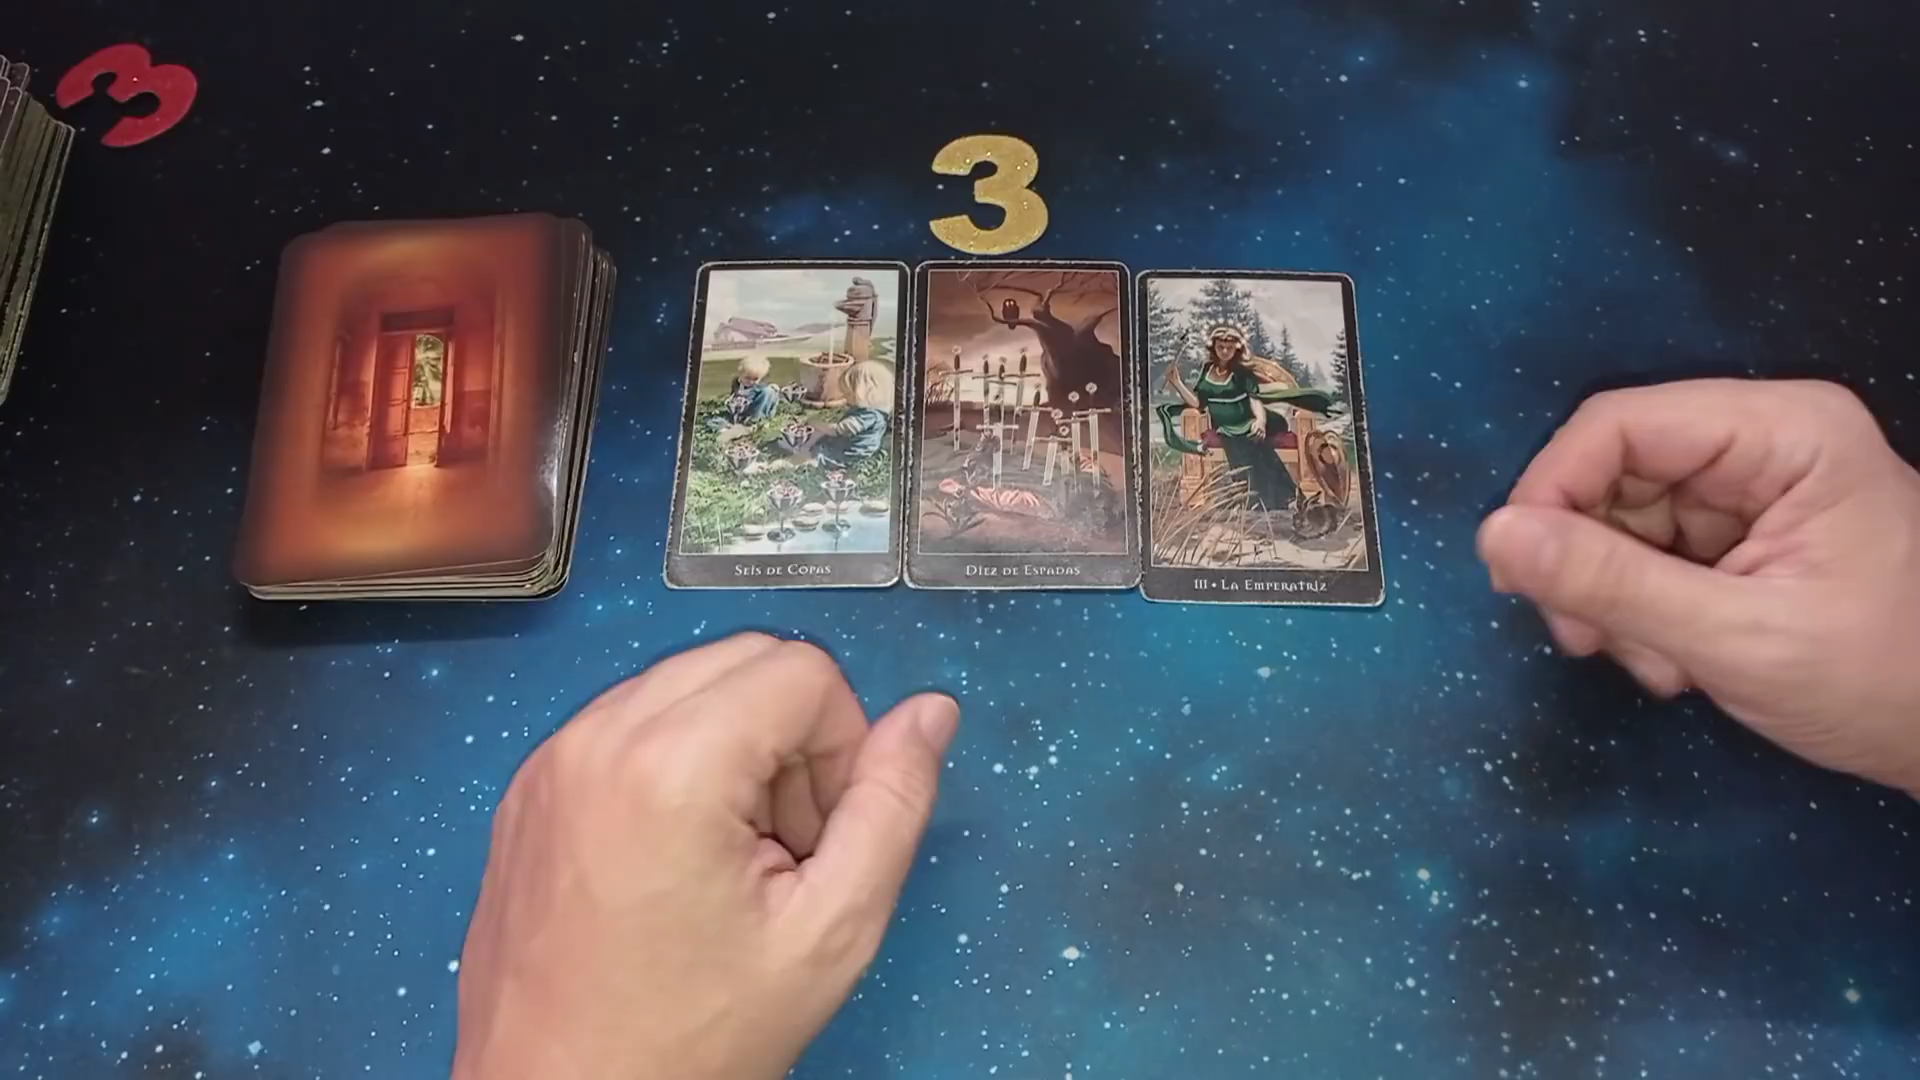 3
3
Seis de Copas
Diez de Espadas
III • La Emperatriz